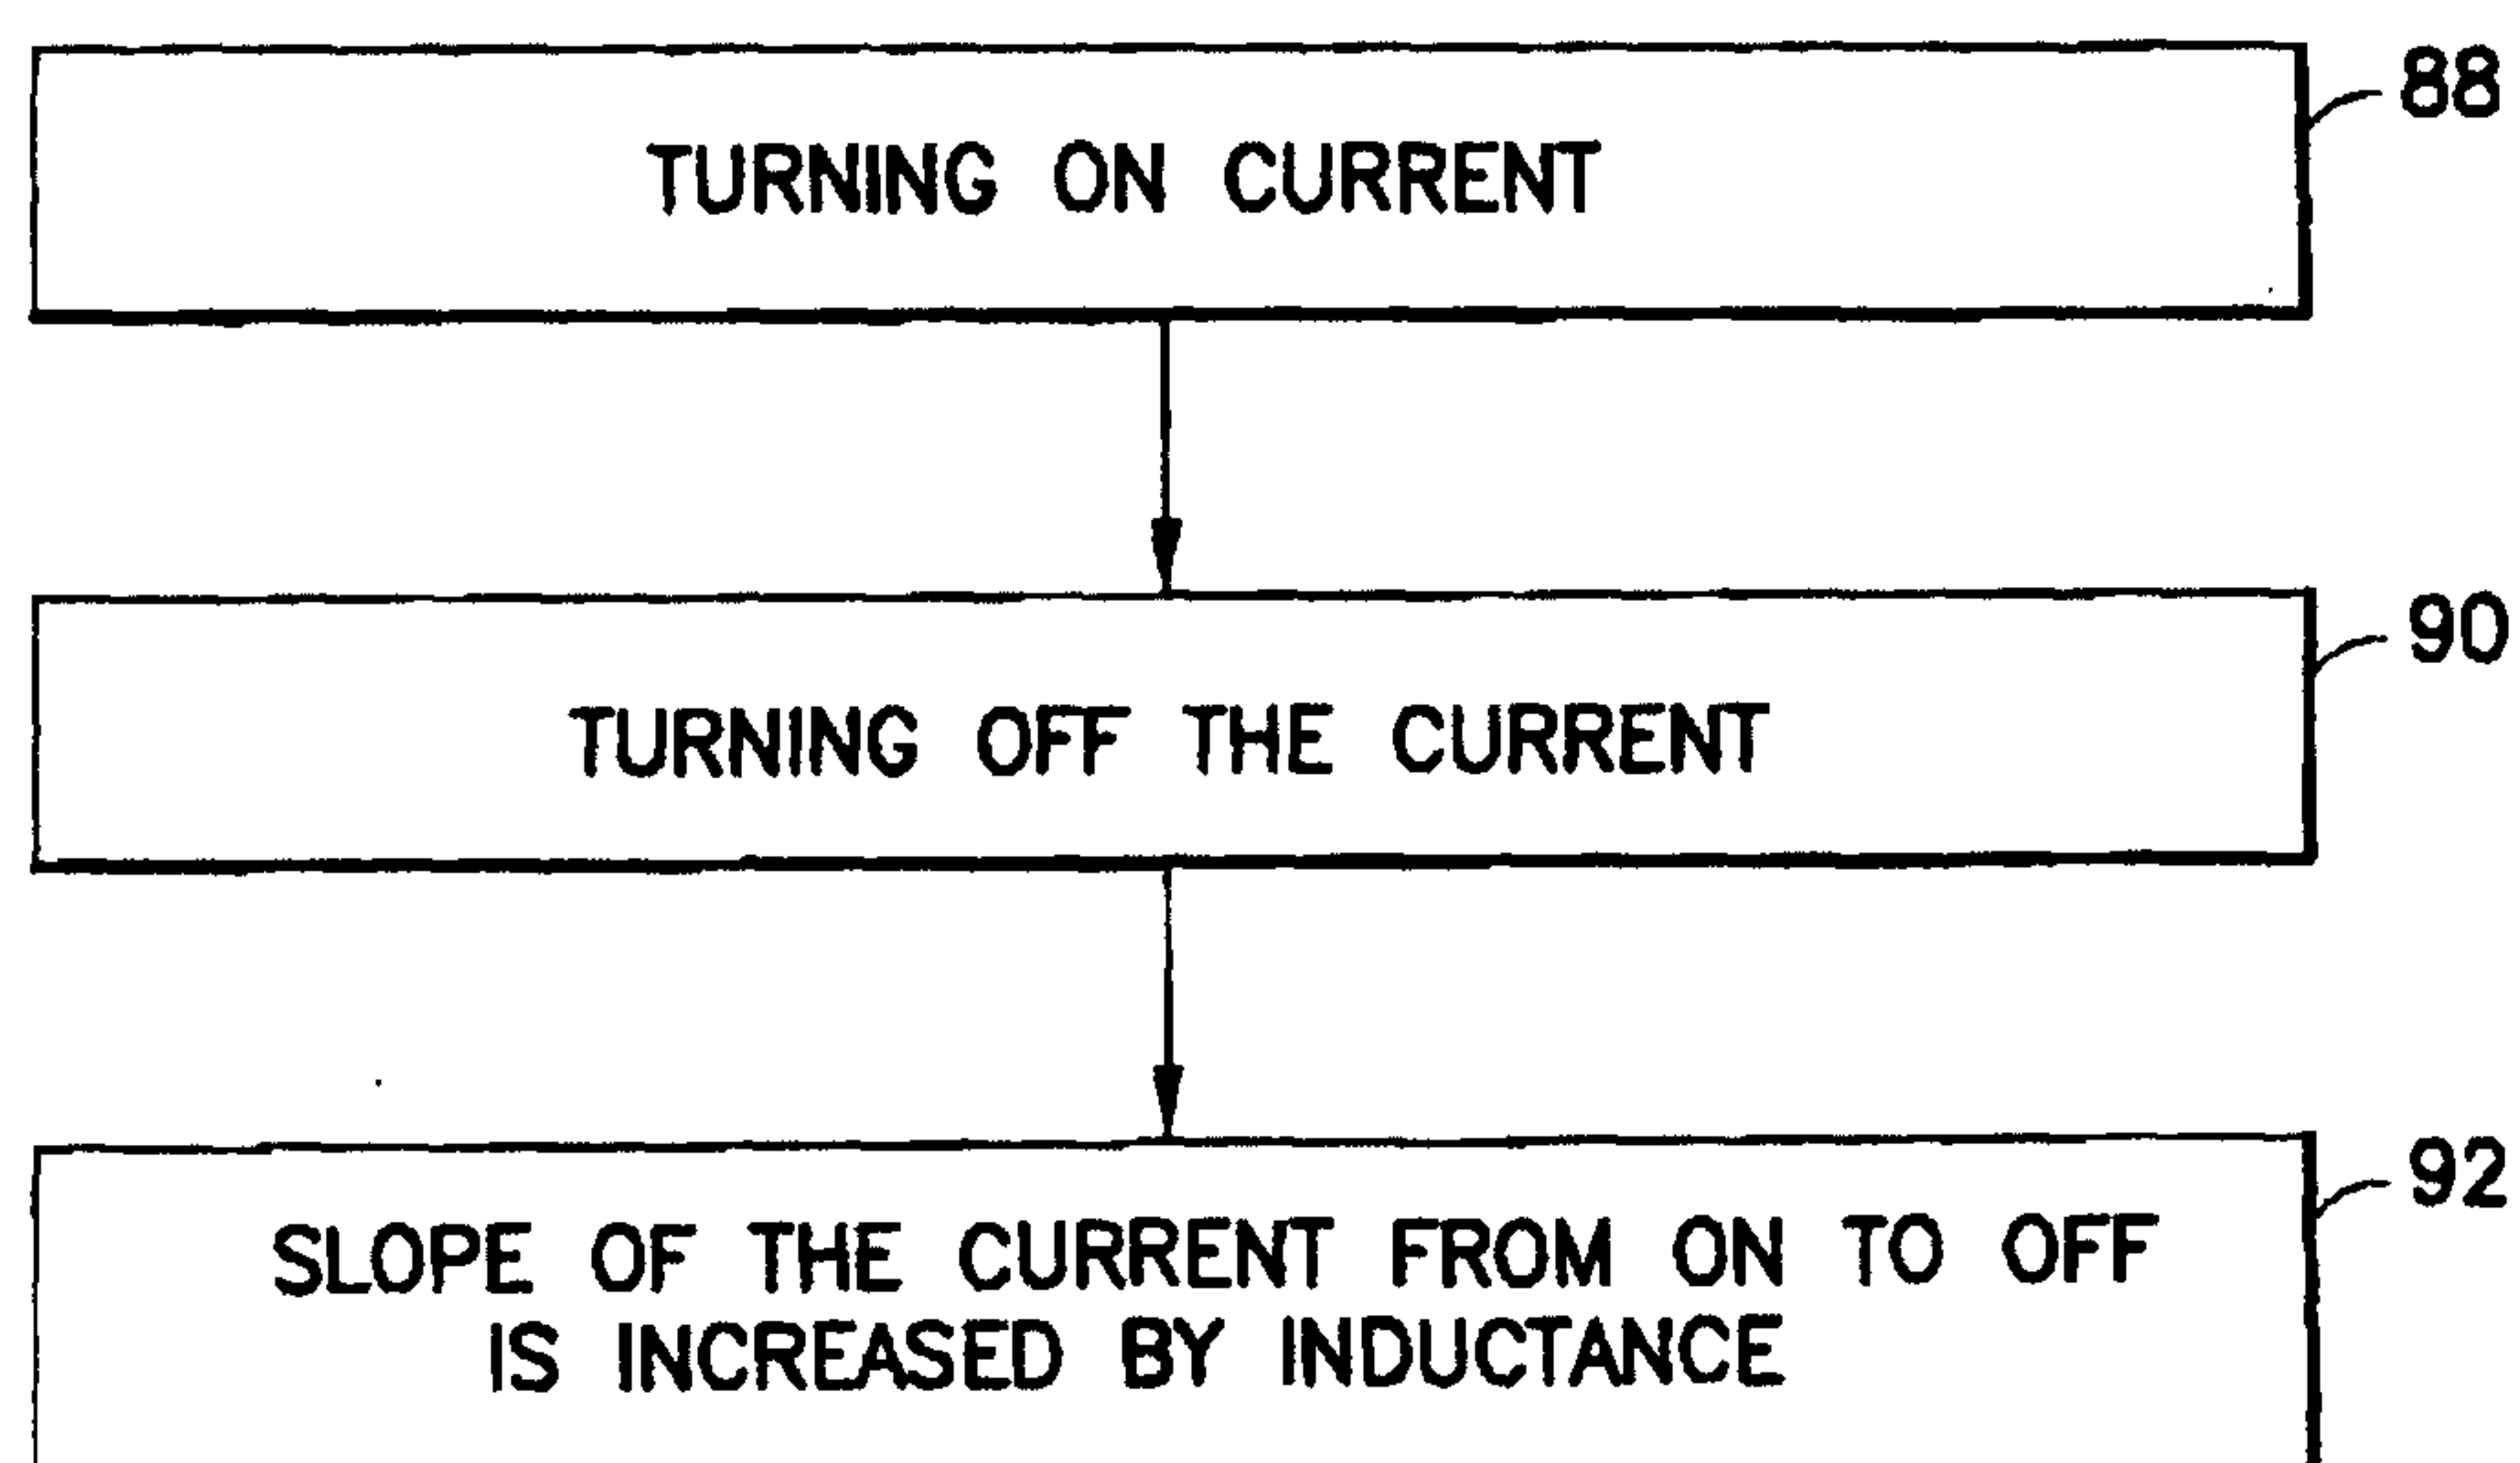 88
TURNING ON CURRENT
90
TURNING OFF THE CURRENT
92
SLOPE OF THE CURRENT FROM ON TO OFF
IS INCREASED BY INDUCTANCE